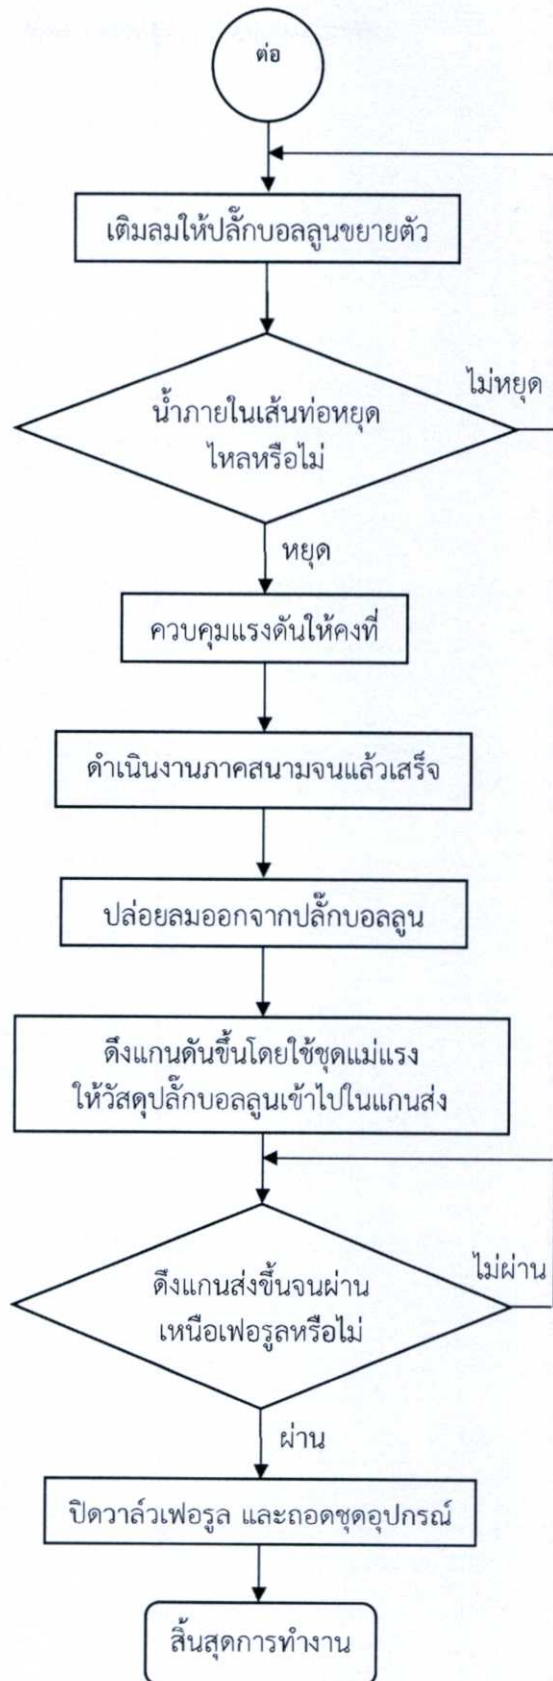 ต่อ
เติมลมให้ปลั๊กบอลลูนขยายตัว
น้ำภายในเส้นท่อหยุด
ไหลหรือไม่
ไม่หยุด
หยุด
ควบคุมแรงดันให้คงที่
ดำเนินงานภาคสนามจนแล้วเสร็จ
ปล่อยลมออกจากปลั๊กบอลลูน
ดึงแกนดันขึ้นโดยใช้ชุดแม่แรง
ให้วัสดุปลั๊กบอลลูนเข้าไปในแกนส่ง
ดึงแกนส่งขึ้นจนผ่าน
เหนือเฟอรูลหรือไม่
ไม่ผ่าน
ผ่าน
ปิดวาล์วเฟอรูล และถอดชุดอุปกรณ์
สิ้นสุดการทำงาน